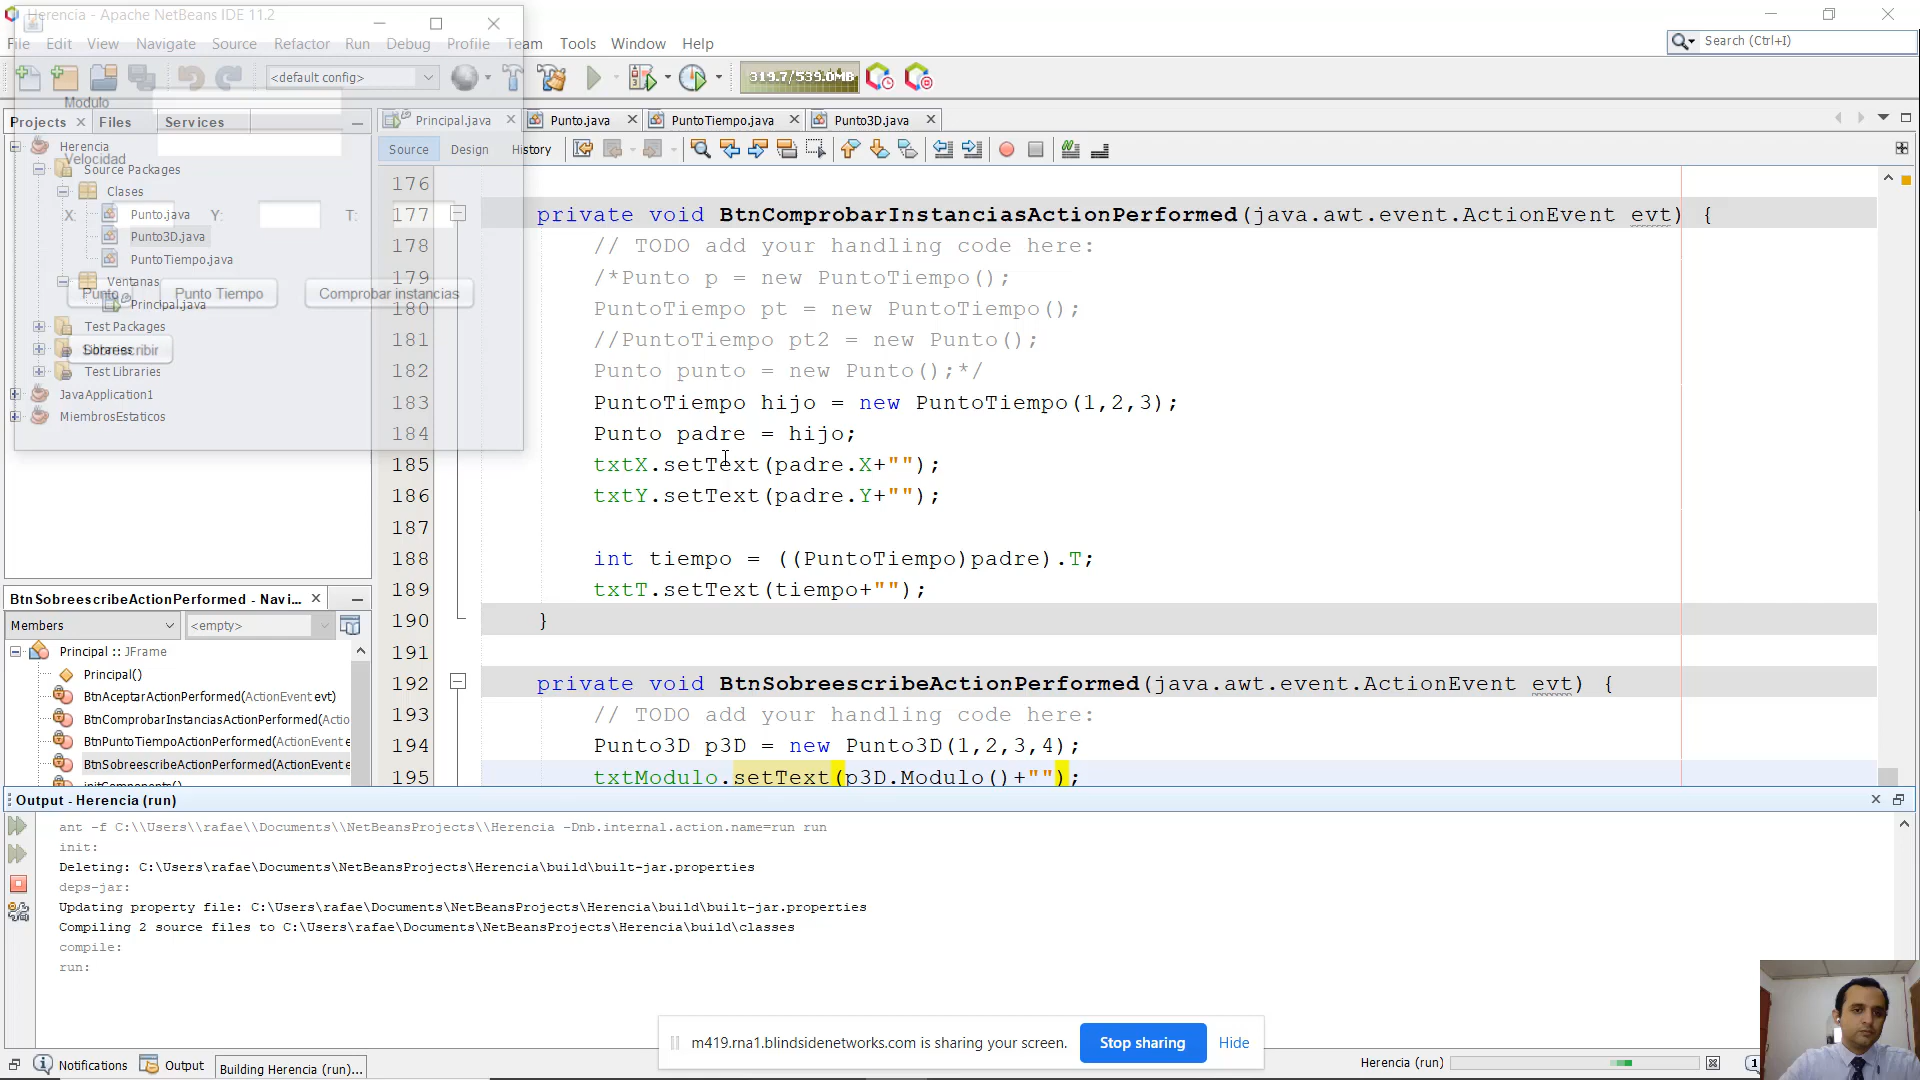 Herencia - Apache NetBeans IDE 11.2
File Edit View Navigate Source Refactor Run Debug Profile Team Tools Window Help
Search (Ctrl+I)
<default config>
319.7/539.0MB
Modulo
Projects Files Services
Principal.java Punto.java PuntoTiempo.java Punto3D.java
Source Design History
Herencia
Velocidad
Source Packages
Clases
X: Punto.java Y: T:
Punto3D.java
PuntoTiempo.java
Ventanas
Punto Punto Tiempo Comprobar instancias
Principal.java
Test Packages
Libraries
Sobreescribir
Test Libraries
JavaApplication1
MiembrosEstaticos
176
177 private void BtnComprobarInstanciasActionPerformed(java.awt.event.ActionEvent evt) {
178 // TODO add your handling code here:
179 /*Punto p = new PuntoTiempo();
180 PuntoTiempo pt = new PuntoTiempo();
181 //PuntoTiempo pt2 = new Punto();
182 Punto punto = new Punto();*/
183 PuntoTiempo hijo = new PuntoTiempo(1,2,3);
184 Punto padre = hijo;
185 txtX.setText(padre.X+"");
186 txtY.setText(padre.Y+"");
187
188 int tiempo = ((PuntoTiempo)padre).T;
189 txtT.setText(tiempo+"");
190 }
191
192 private void BtnSobreescribeActionPerformed(java.awt.event.ActionEvent evt) {
193 // TODO add your handling code here:
194 Punto3D p3D = new Punto3D(1,2,3,4);
195 txtModulo.setText(p3D.Modulo()+"");
BtnSobreescribeActionPerformed - Navi...
Members
<empty>
Principal :: JFrame
Principal()
BtnAceptarActionPerformed(ActionEvent evt)
BtnComprobarInstanciasActionPerformed(Actio
BtnPuntoTiempoActionPerformed(ActionEvent e
BtnSobreescribeActionPerformed(ActionEvent e
initComponents()
Output - Herencia (run)
ant -f C:\\Users\\rafae\\Documents\\NetBeansProjects\\Herencia -Dnb.internal.action.name=run run
init:
Deleting: C:\Users\rafae\Documents\NetBeansProjects\Herencia\build\built-jar.properties
deps-jar:
Updating property file: C:\Users\rafae\Documents\NetBeansProjects\Herencia\build\built-jar.properties
Compiling 2 source files to C:\Users\rafae\Documents\NetBeansProjects\Herencia\build\classes
compile:
run:
m419.rna1.blindsidenetworks.com is sharing your screen.
Stop sharing
Hide
Notifications Output Building Herencia (run)...
Herencia (run)
1